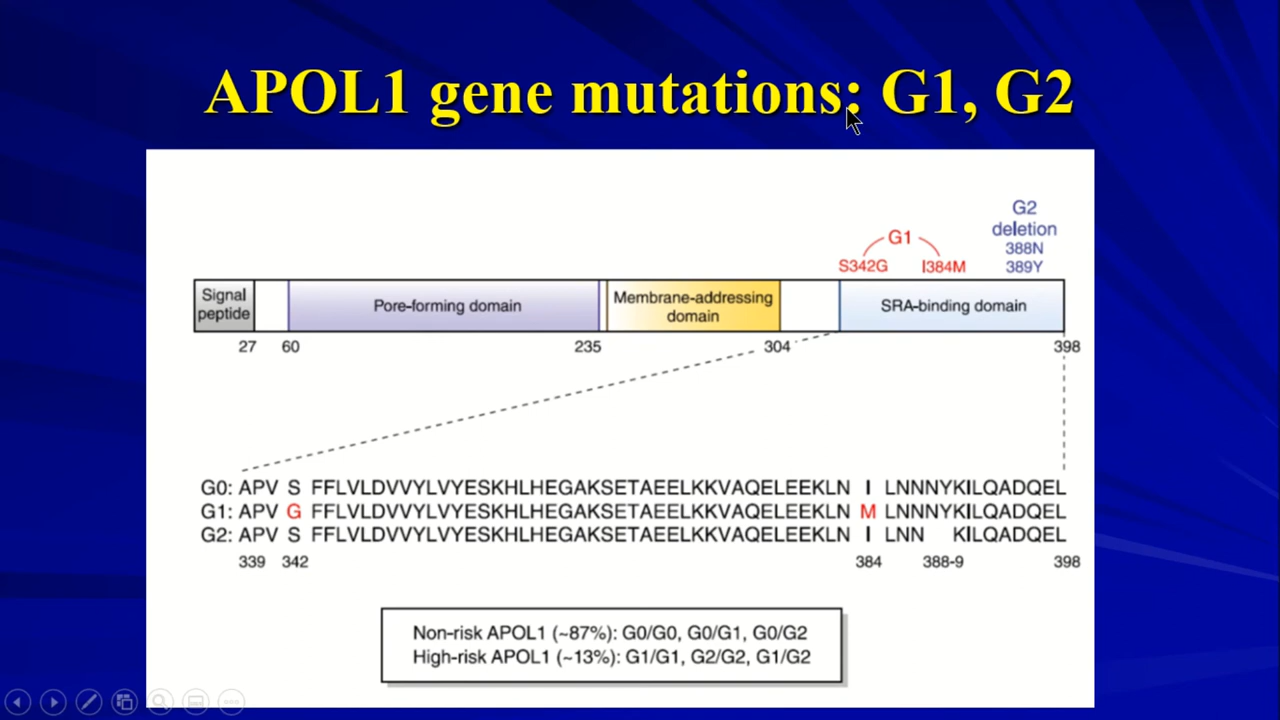 APOL1 gene mutations: G1, G2
G2
deletion
388N
389Y
G1
S342G I384M
Signal
peptide
Pore-forming domain
Membrane-addressing
domain
SRA-binding domain
27 60 235 304 398
G0: APV S FFLVLDVVYLVYESKHLHEGAKSETAEELKKVAQELEEKLN I LNNNYKILQADQEL
G1: APV G FFLVLDVVYLVYESKHLHEGAKSETAEELKKVAQELEEKLN M LNNNYKILQADQEL
G2: APV S FFLVLDVVYLVYESKHLHEGAKSETAEELKKVAQELEEKLN I LNN KILQADQEL
339 342 384 388-9 398
Non-risk APOL1 (~87%): G0/G0, G0/G1, G0/G2
High-risk APOL1 (~13%): G1/G1, G2/G2, G1/G2